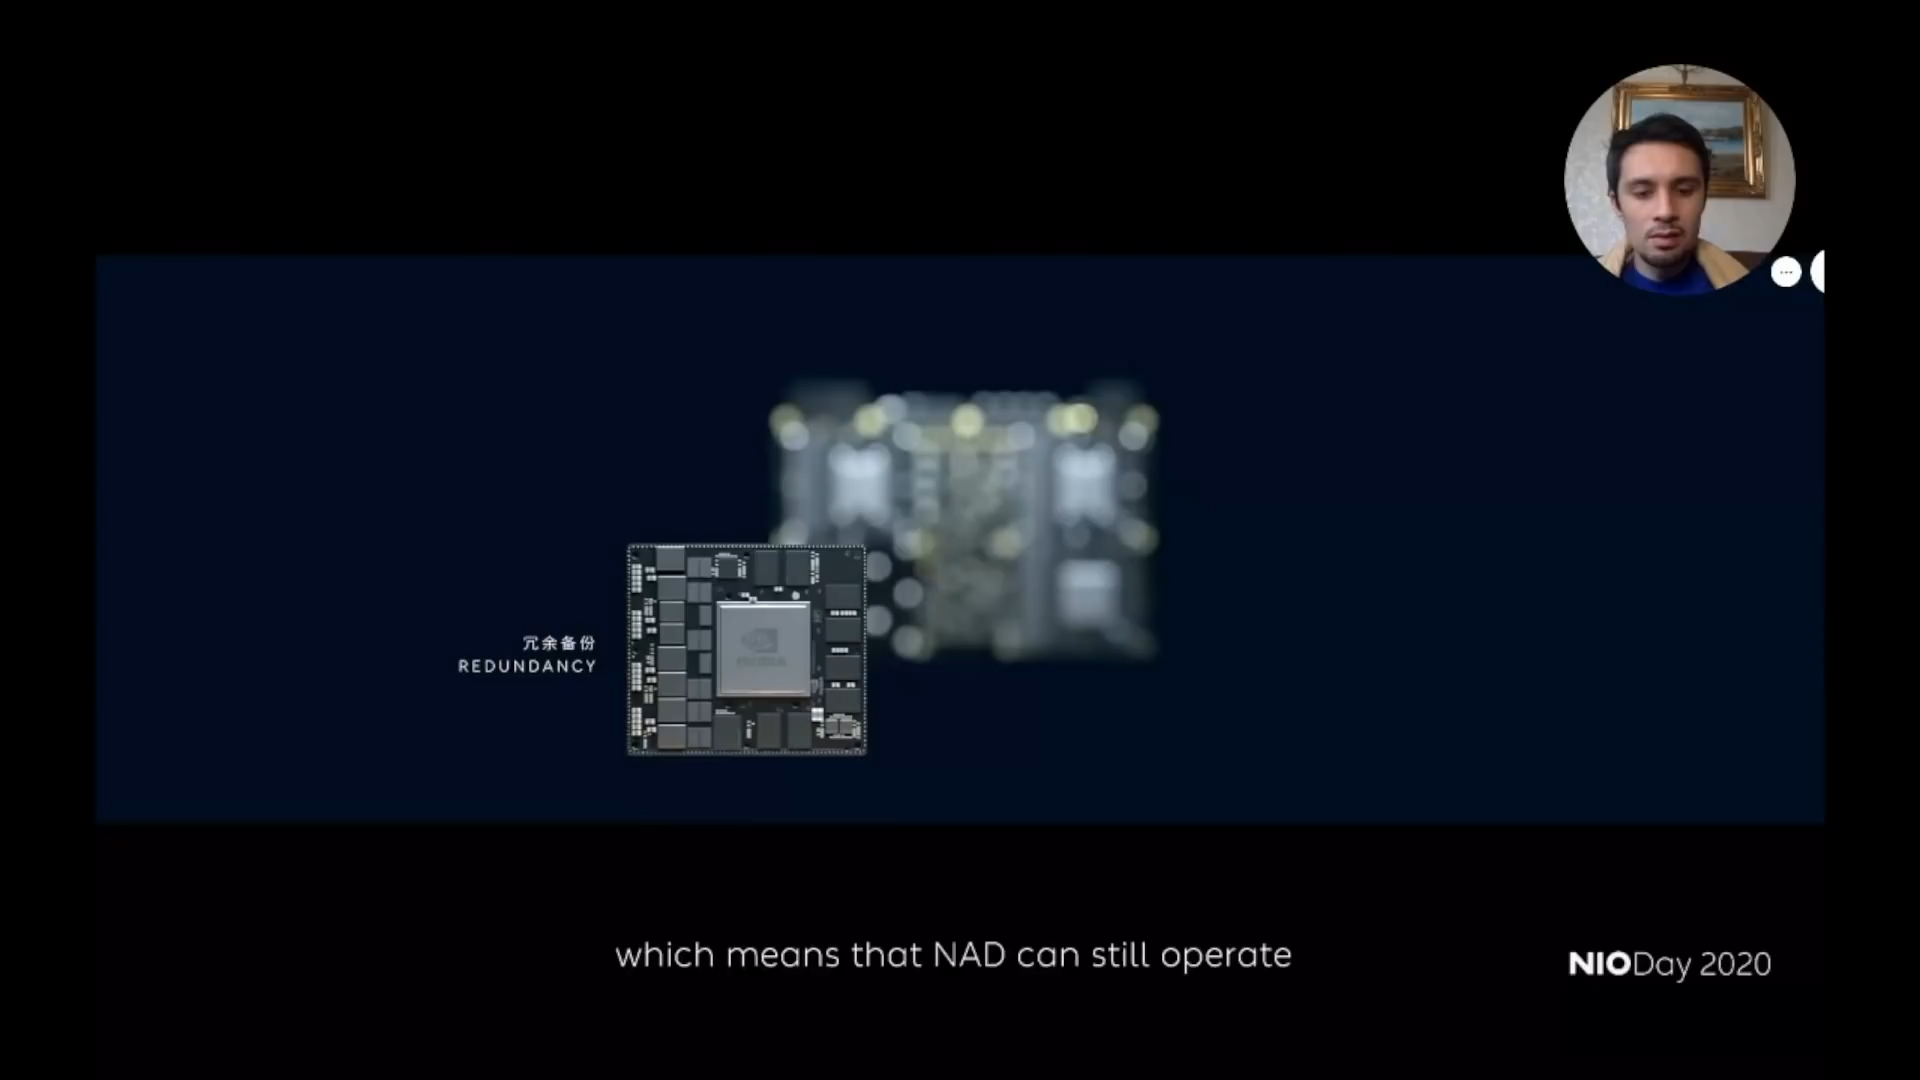 冗余备份
REDUNDANCY
which means that NAD can still operate
NIODay 2020